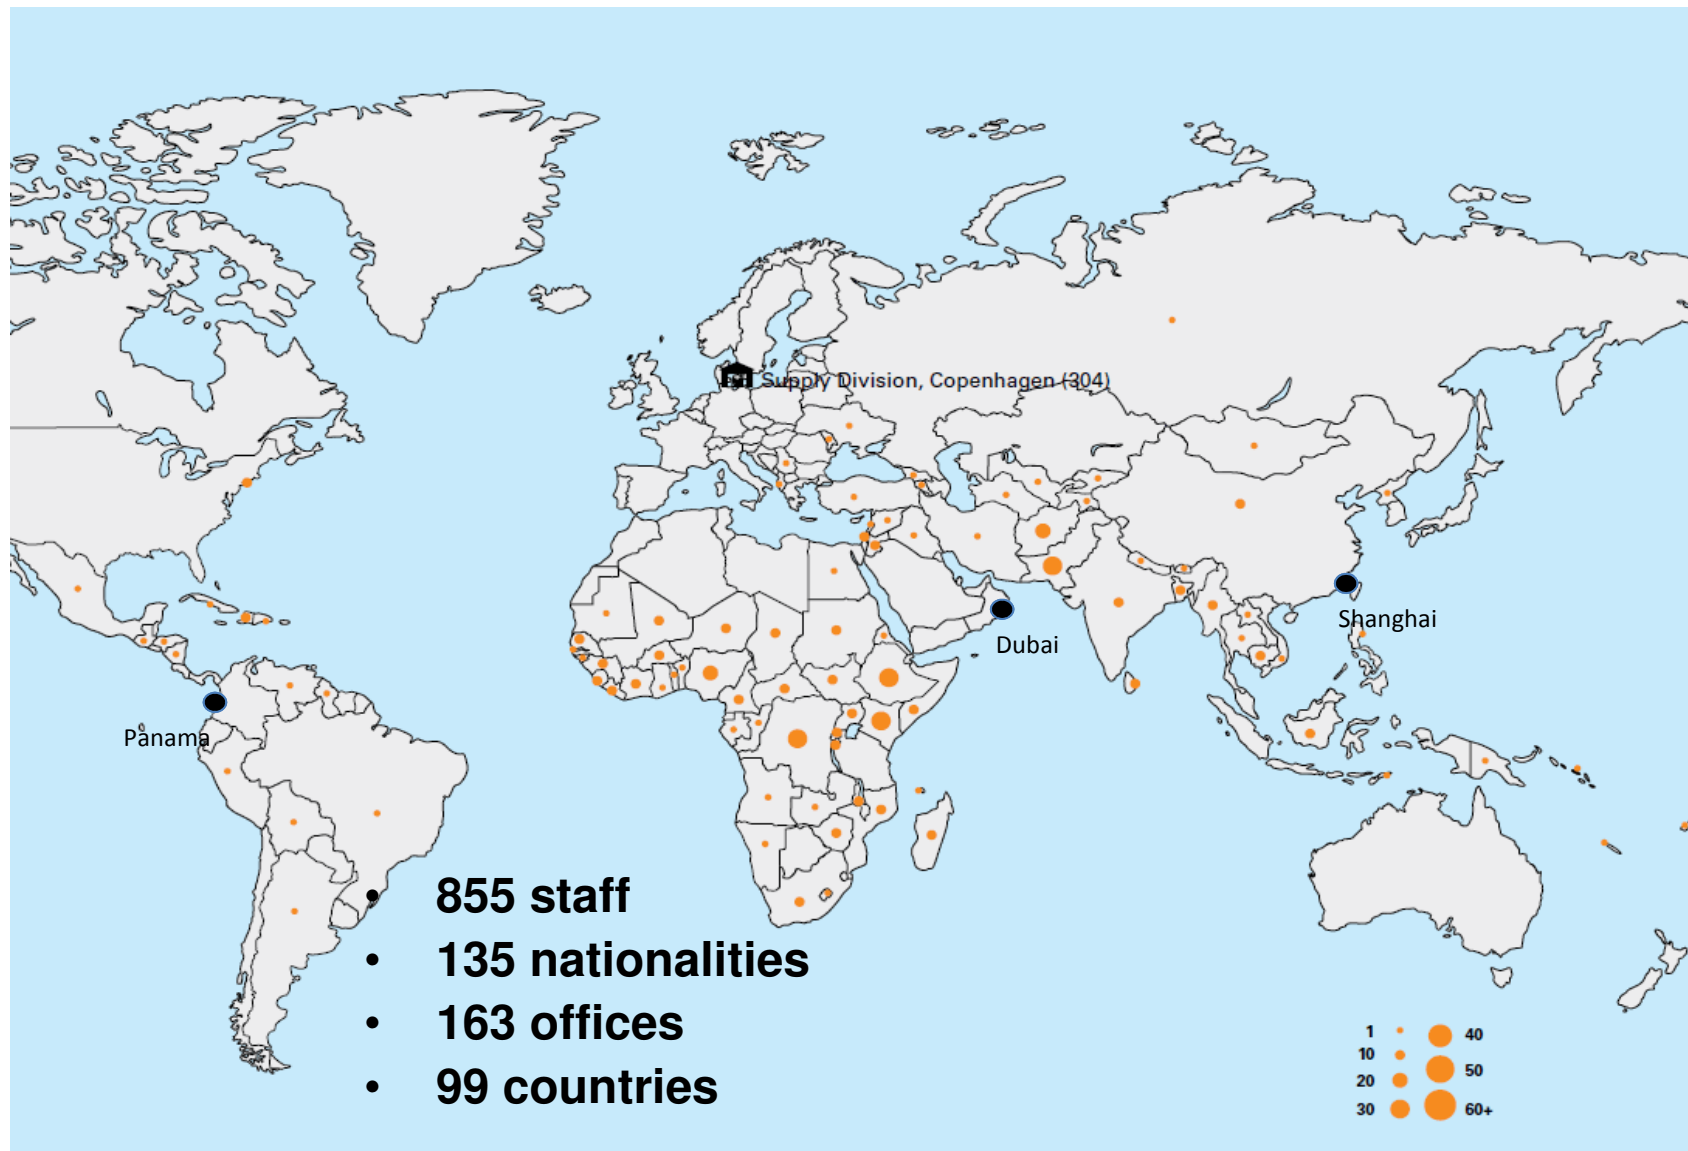 Supply Division, Copenhagen (304)
Shanghai
Dubai
Panama
• 855 staff
• 135 nationalities
• 163 offices
• 99 countries
1 40
10
20 50
30 60+